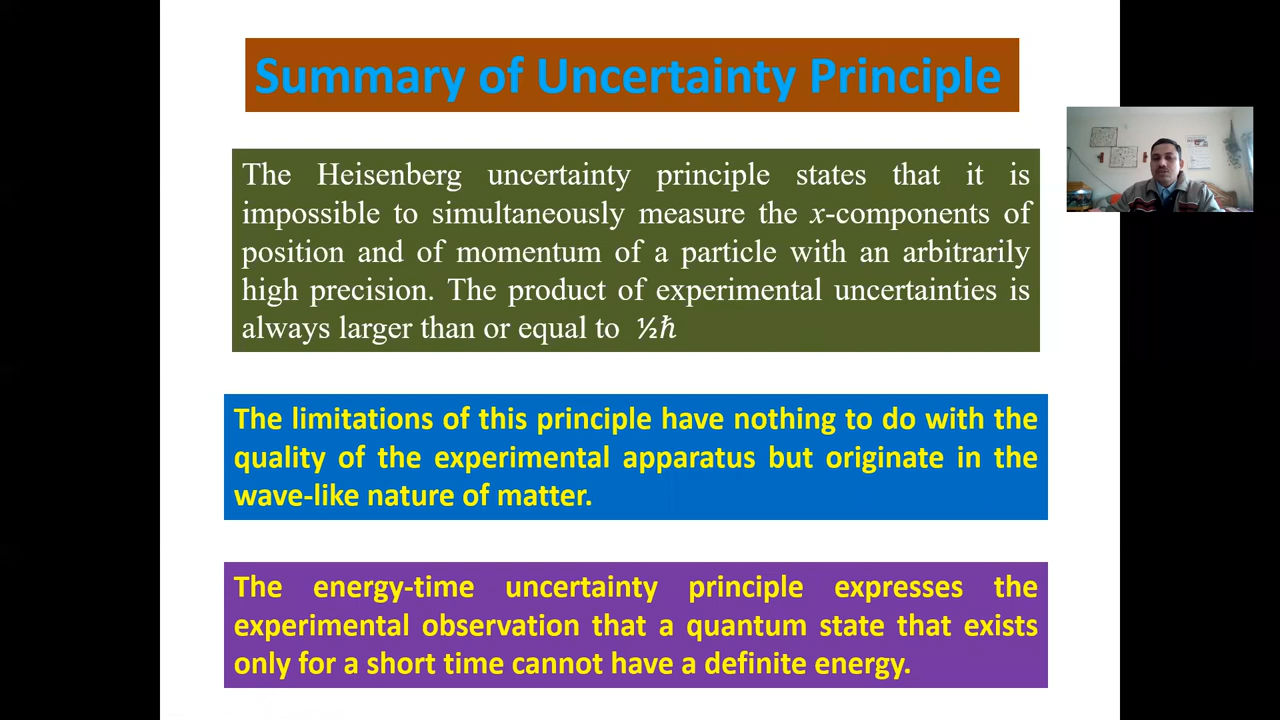 Summary of Uncertainty Principle
The Heisenberg uncertainty principle states that it is
impossible to simultaneously measure the x-components of
position and of momentum of a particle with an arbitrarily
high precision. The product of experimental uncertainties is
always larger than or equal to ½ℏ
The limitations of this principle have nothing to do with the
quality of the experimental apparatus but originate in the
wave-like nature of matter.
The energy-time uncertainty principle expresses the
experimental observation that a quantum state that exists
only for a short time cannot have a definite energy.